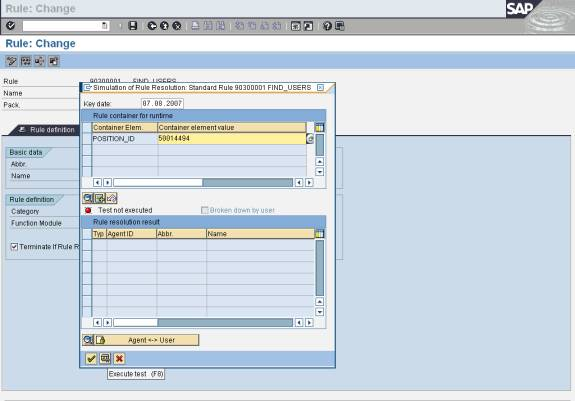 Rule: Change
SAP
Rule: Change
Rule 90300001 FIND_USERS
Name
Pack.
Rule definition
Basic data
Abbr.
Name
Rule definition
Category
Function Module
Terminate If Rule R
Simulation of Rule Resolution: Standard Rule 90300001 FIND_USERS
Key date: 07.08.2007
Rule container for runtime
Container Elem. Container element value
POSITION_ID 50014494
Test not executed Broken down by user
Rule resolution result
Typ Agent ID Abbr. Name
Agent <-> User
Execute test (F8)